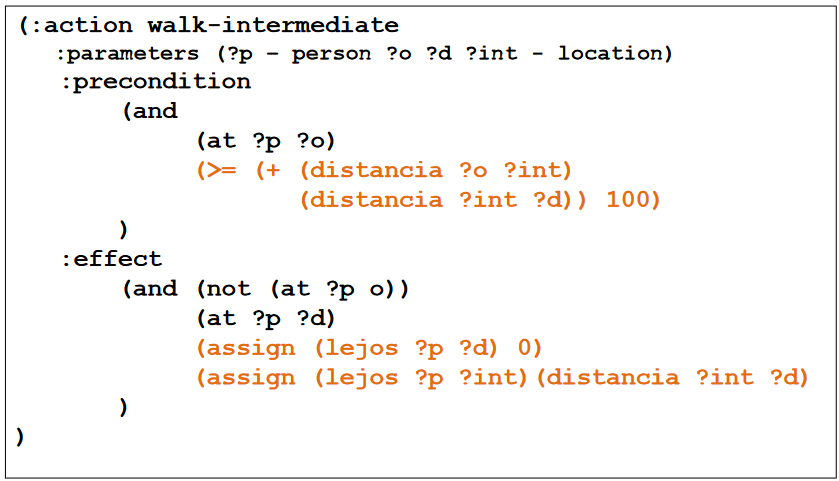 (:action walk-intermediate
:parameters (?p – person ?o ?d ?int - location)
:precondition
(and
(at ?p ?o)
(>= (+ (distancia ?o ?int)
(distancia ?int ?d)) 100)
)
:effect
(and (not (at ?p o))
(at ?p ?d)
(assign (lejos ?p ?d) 0)
(assign (lejos ?p ?int)(distancia ?int ?d)
)
)